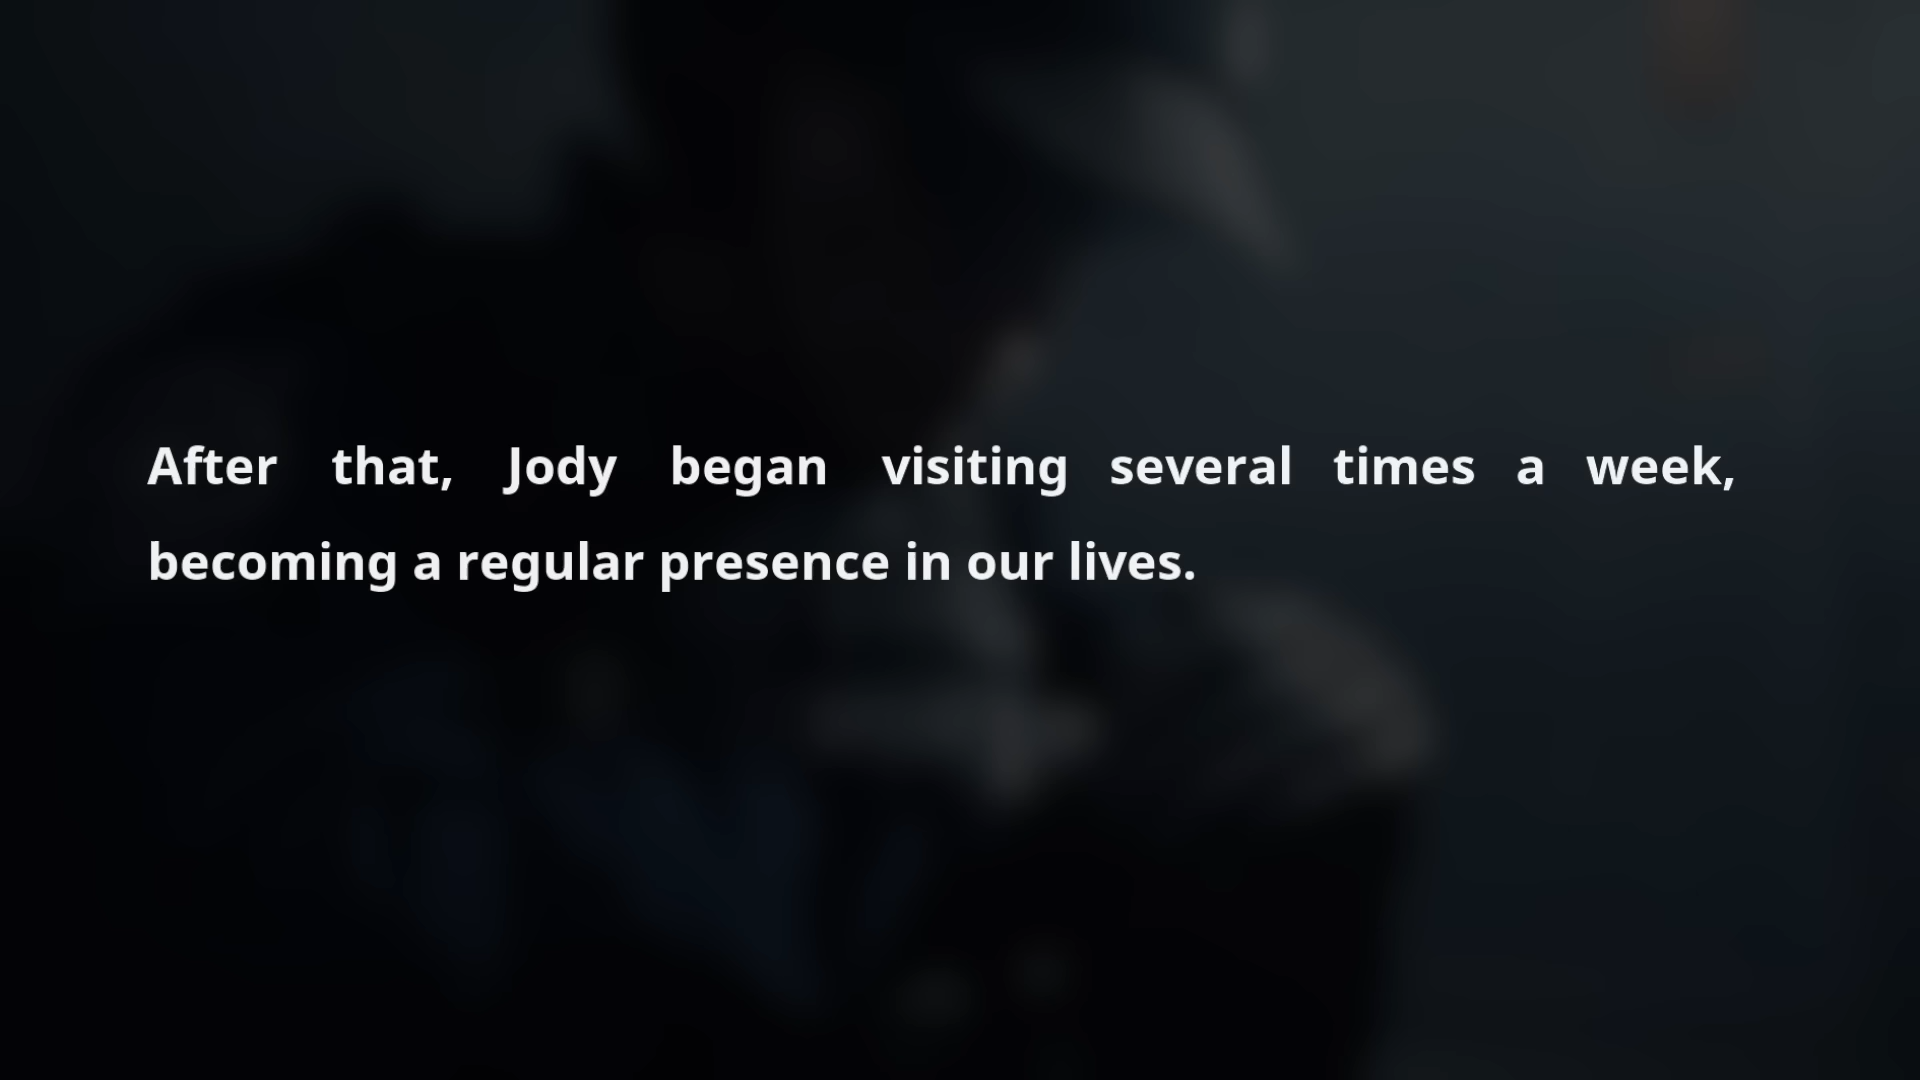 After that, Jody began visiting several times a week,
becoming a regular presence in our lives.